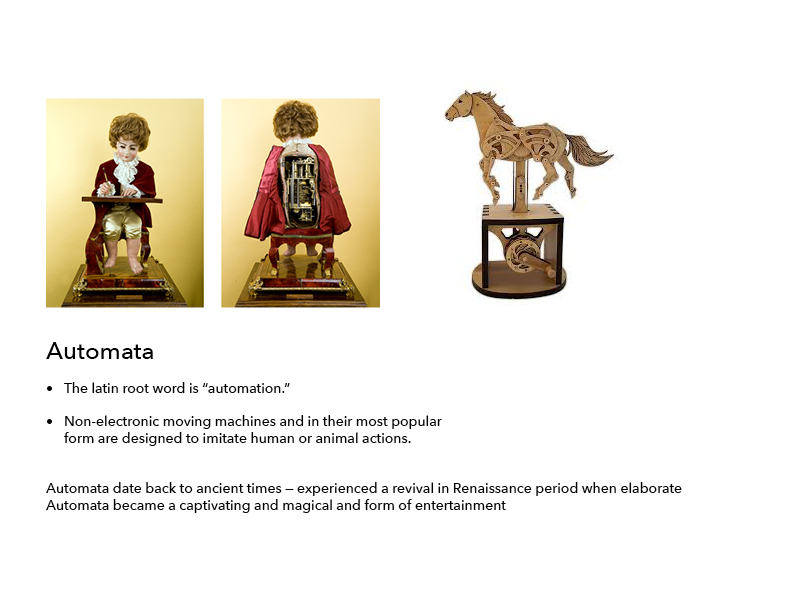 Automata
• The latin root word is “automation.”
• Non-electronic moving machines and in their most popular
form are designed to imitate human or animal actions.
Automata date back to ancient times – experienced a revival in Renaissance period when elaborate
Automata became a captivating and magical and form of entertainment